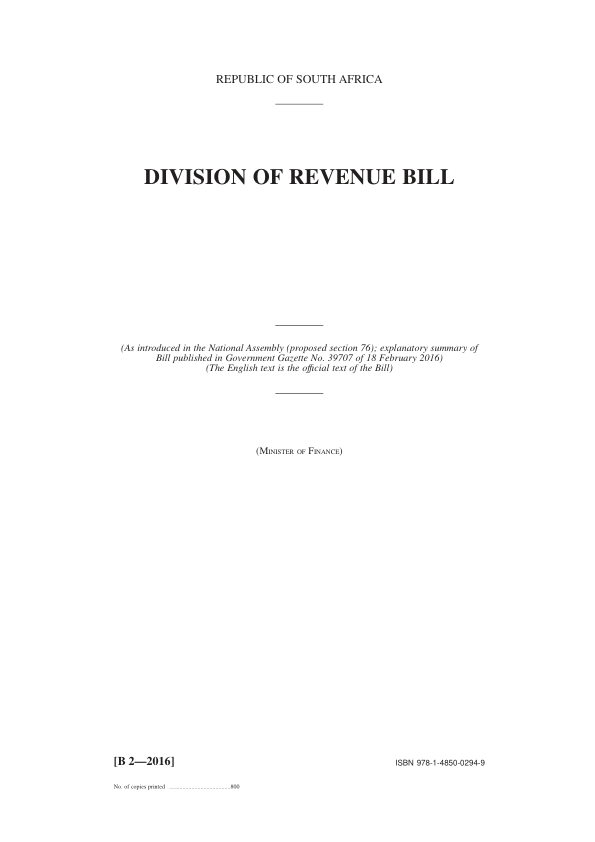 REPUBLIC OF SOUTH AFRICA
DIVISION OF REVENUE BILL
(As introduced in the National Assembly (proposed section 76); explanatory summary of
Bill published in Government Gazette No. 39707 of 18 February 2016)
(The English text is the official text of the Bill)
(Minister of Finance)
[B 2—2016]
ISBN 978-1-4850-0294-9
No. of copies printed .......................................800